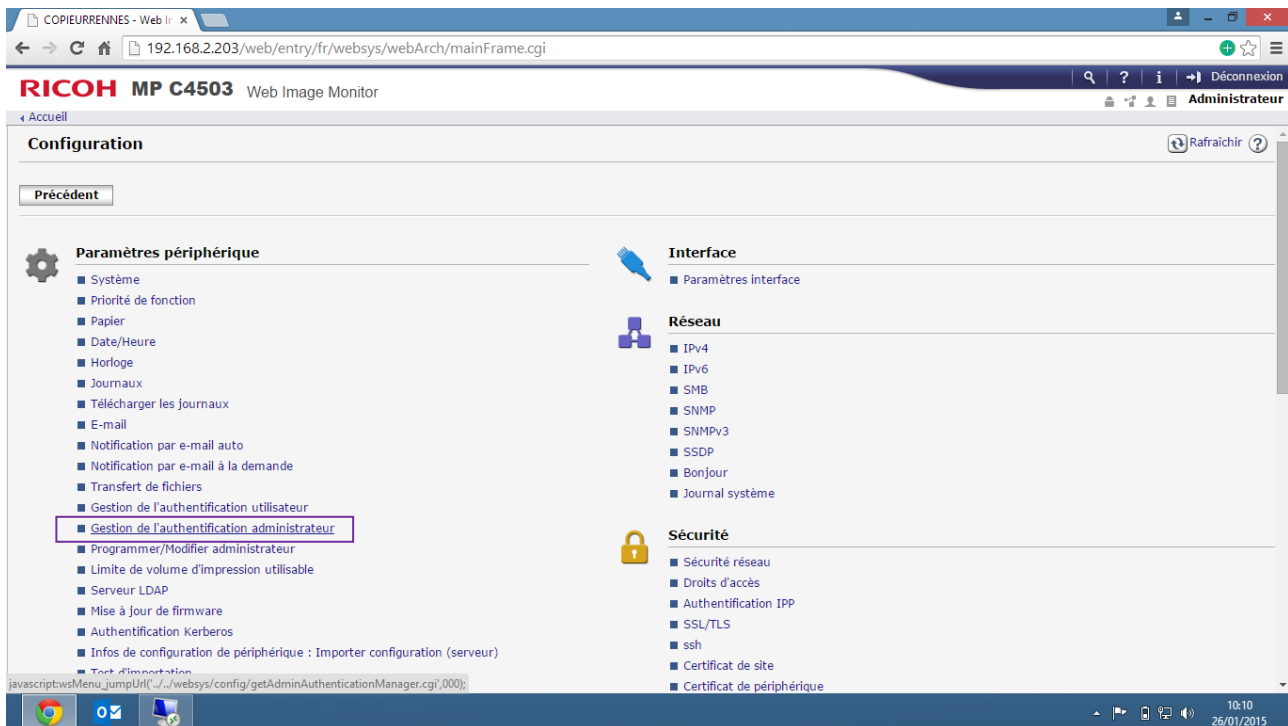 COPIEURRENNES - Web Ir
192.168.2.203/web/entry/fr/websys/webArch/mainFrame.cgi
RICOH MP C4503 Web Image Monitor
? i Déconnexion
Administrateur
Accueil
Configuration
Rafraîchir ?
Précédent
Paramètres périphérique
Système
Priorité de fonction
Papier
Date/Heure
Horloge
Journaux
Télécharger les journaux
E-mail
Notification par e-mail auto
Notification par e-mail à la demande
Transfert de fichiers
Gestion de l'authentification utilisateur
Gestion de l'authentification administrateur
Programmer/Modifier administrateur
Limite de volume d'impression utilisable
Serveur LDAP
Mise à jour de firmware
Authentification Kerberos
Infos de configuration de périphérique : Importer configuration (serveur)
Test d'importation
Interface
Paramètres interface
Réseau
IPv4
IPv6
SMB
SNMP
SNMPv3
SSDP
Bonjour
Journal système
Sécurité
Sécurité réseau
Droits d'accès
Authentification IPP
SSL/TLS
ssh
Certificat de site
Certificat de périphérique
javascript:wsMenu_jumpUrl('../../websys/config/getAdminAuthenticationManager.cgi',000);
10:10
26/01/2015